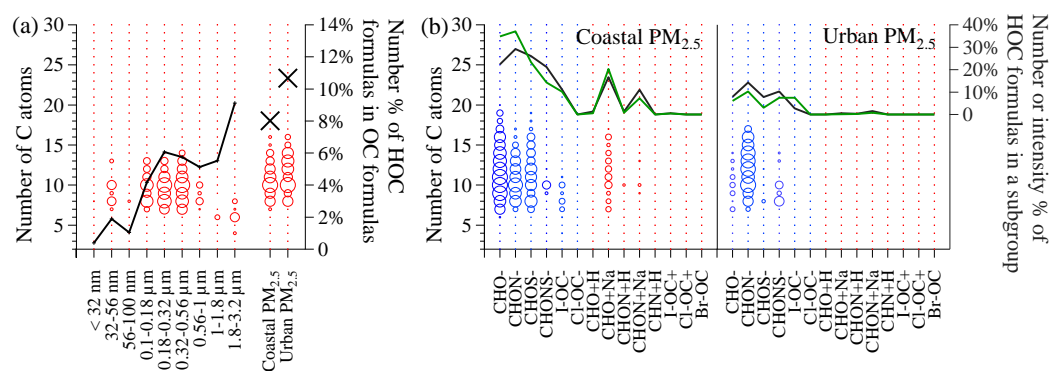 (a)
Number of C atoms
30
25
20
15
10
5
14%
12%
10%
8%
6%
4%
2%
0
Number % of HOC
formulas in OC formulas
< 32 nm
32-56 nm
56-100 nm
0.1-0.18 µm
0.18-0.32 µm
0.32-0.56 µm
0.56-1 µm
1-1.8 µm
1.8-3.2 µm
Coastal PM2.5
Urban PM2.5
(b)
Number of C atoms
30
25
20
15
10
5
Coastal PM2.5
Urban PM2.5
40%
30%
20%
10%
0
Number or intensity % of
HOC formulas in a subgroup
CHO-
CHON-
CHOS-
CHONS-
I-OC-
Cl-OC-
CHO+H
CHO+Na
CHON+H
CHON+Na
CHN+H
I-OC+
Cl-OC+
Br-OC
CHO-
CHON-
CHOS-
CHONS-
I-OC-
Cl-OC-
CHO+H
CHO+Na
CHON+H
CHON+Na
CHN+H
I-OC+
Cl-OC+
Br-OC